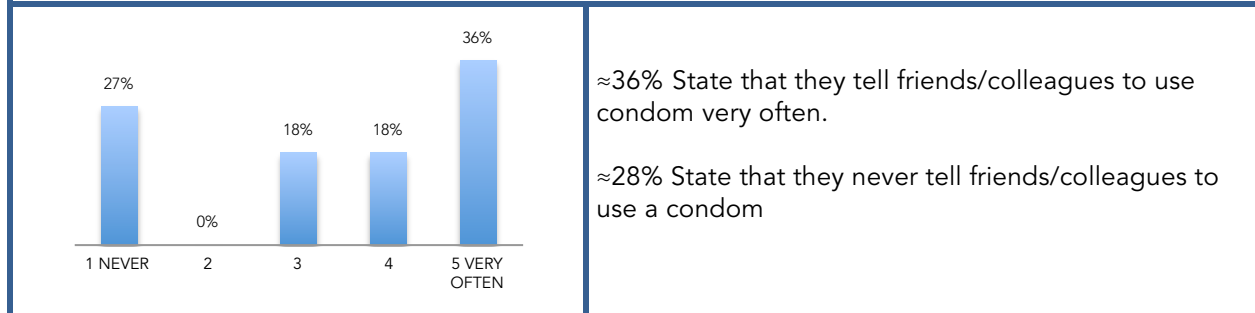 36%
27%
18%
18%
0%
1 NEVER
2
3
4
5 VERY
OFTEN
≈36% State that they tell friends/colleagues to use
condom very often.
≈28% State that they never tell friends/colleagues to
use a condom